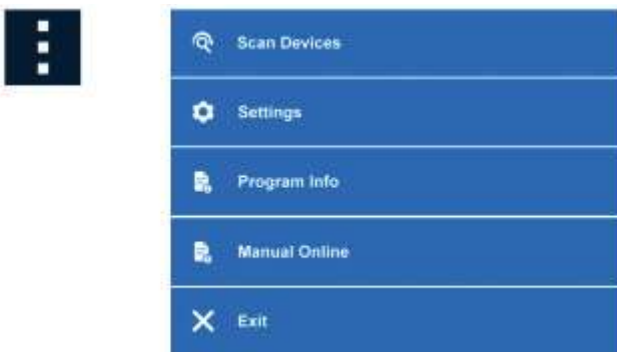 Scan Devices
Settings
Program Info
Manual Online
Exit